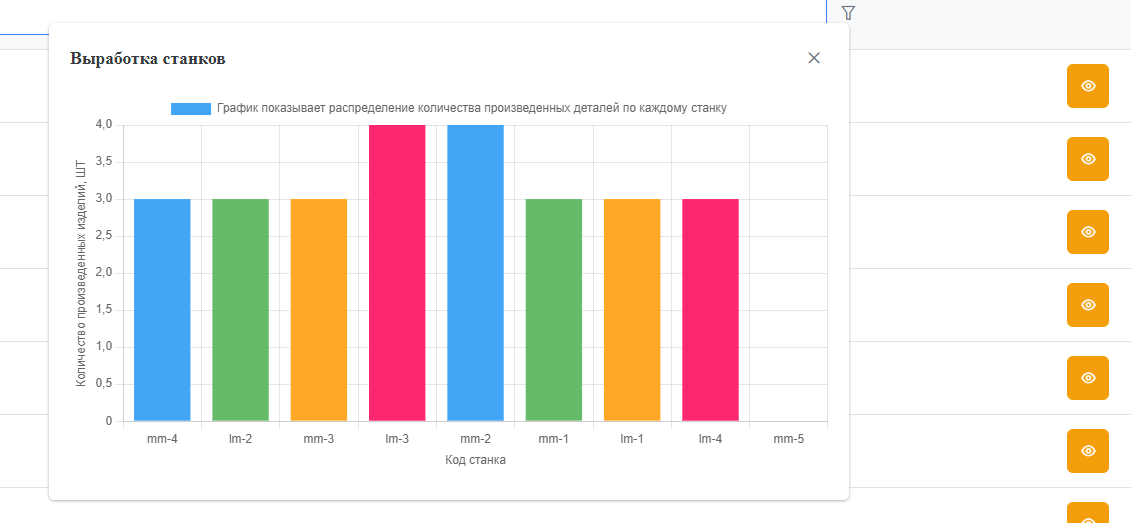 Выработка станков
График показывает распределение количества произведенных деталей по каждому станку
Количество произведенных изделий, ШТ
4,0
3,5
3,0
2,5
2,0
1,5
1,0
0,5
0
mm-4 lm-2 mm-3 lm-3 mm-2 mm-1 lm-1 lm-4 mm-5
Код станка